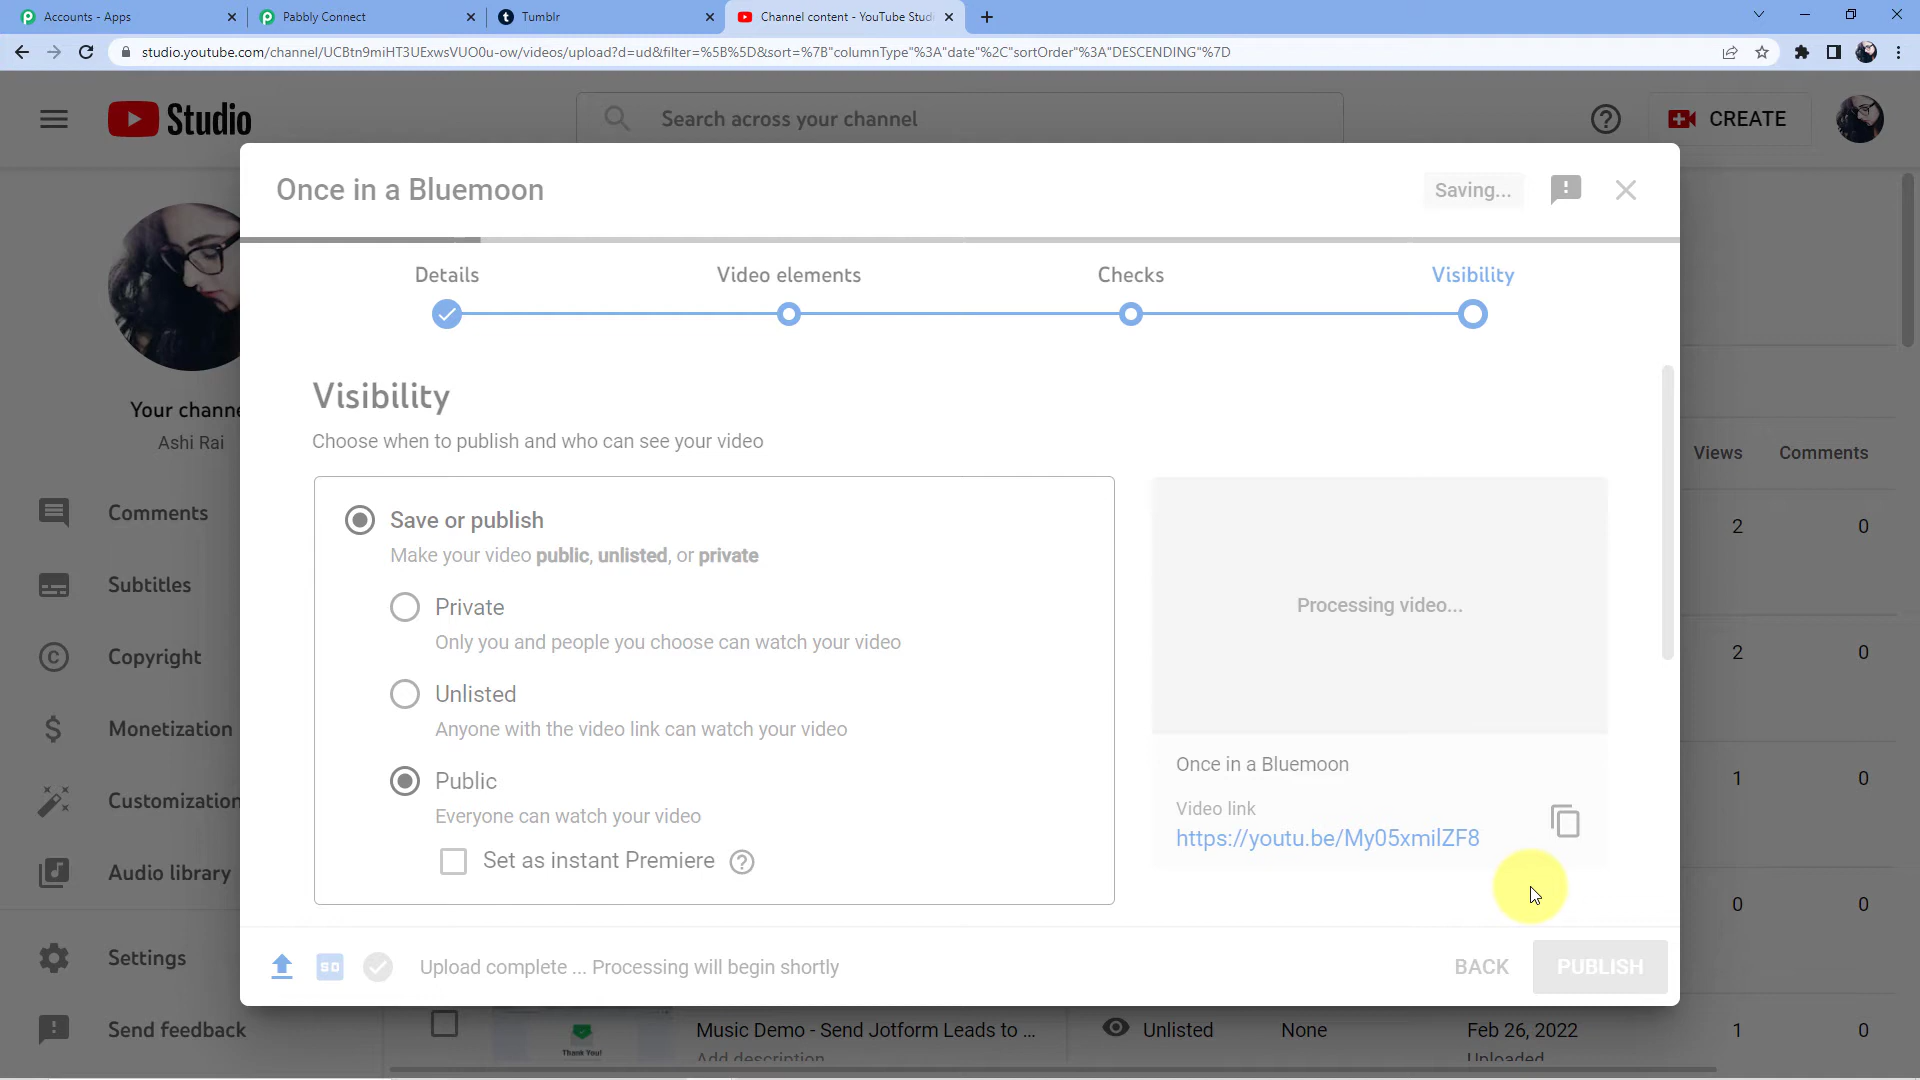 Accounts - Apps
Pabbly Connect
Tumblr
Channel content - YouTube Stud
studio.youtube.com/channel/UCBtn9miHT3UExwsVUO0u-ow/videos/upload?d=ud&filter=%5B%5D&sort=%7B"columnType"%3A"date"%2C"sortOrder"%3A"DESCENDING"%7D
Studio
Search across your channel
CREATE
Once in a Bluemoon
Saving...
Details
Video elements
Checks
Visibility
Your channe
Ashi Rai
Comments
Subtitles
Copyright
Monetization
Customization
Audio library
Settings
Send feedback
Visibility
Choose when to publish and who can see your video
Save or publish
Make your video public, unlisted, or private
Private
Only you and people you choose can watch your video
Unlisted
Anyone with the video link can watch your video
Public
Everyone can watch your video
Set as instant Premiere
Processing video...
Once in a Bluemoon
Video link
https://youtu.be/My05xmilZF8
Views
Comments
2
0
2
0
1
0
0
0
SD
Upload complete ... Processing will begin shortly
BACK
PUBLISH
Thank You!
Music Demo - Send Jotform Leads to ...
Add description
Unlisted
None
Feb 26, 2022
Uploaded
1
0